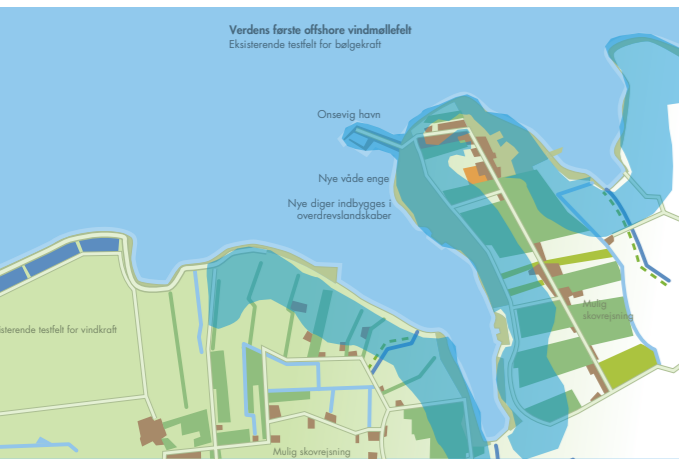 Verdens første offshore vindmøllefelt
Eksisterende testfelt for bølgekraft
Onsevig havn
Nye våde enge
Nye diger indbygges i
overdrevslandskaber
Mulig
skovrejsning
isterende testfelt for vindkraft
Mulig skovrejsning